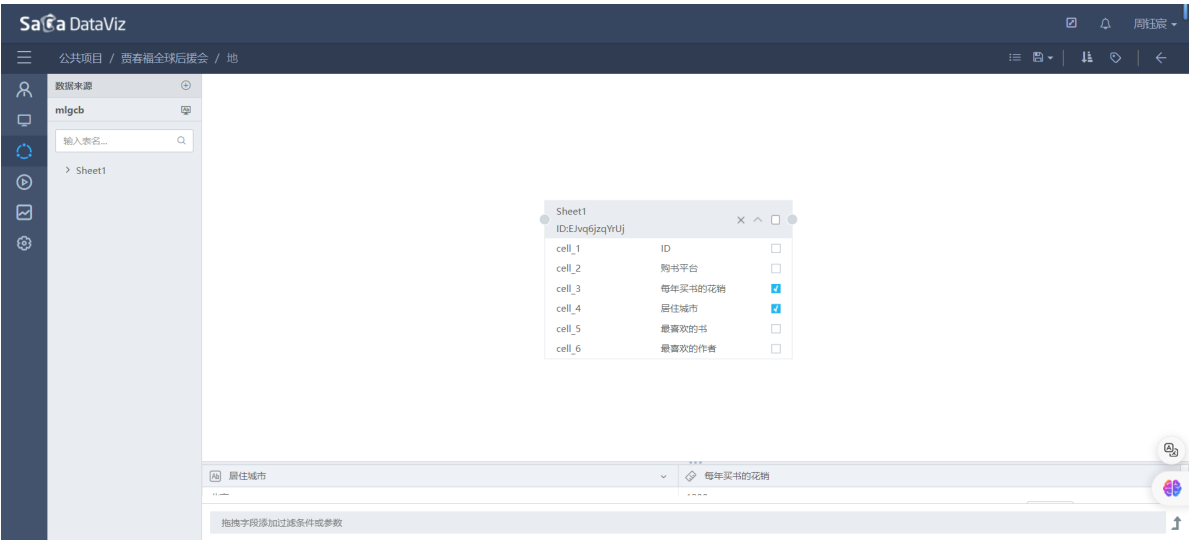 SaCa DataViz
周钰宸
公共项目 / 贾春福全球后援会 / 地
数据来源
mlgcb
输入表名...
Sheet1
Sheet1
ID:EJvq6jzqYrUj
cell_1 ID
cell_2 购书平台
cell_3 每年买书的花销
cell_4 居住城市
cell_5 最喜欢的书
cell_6 最喜欢的作者
居住城市 每年买书的花销
拖拽字段添加过滤条件或参数